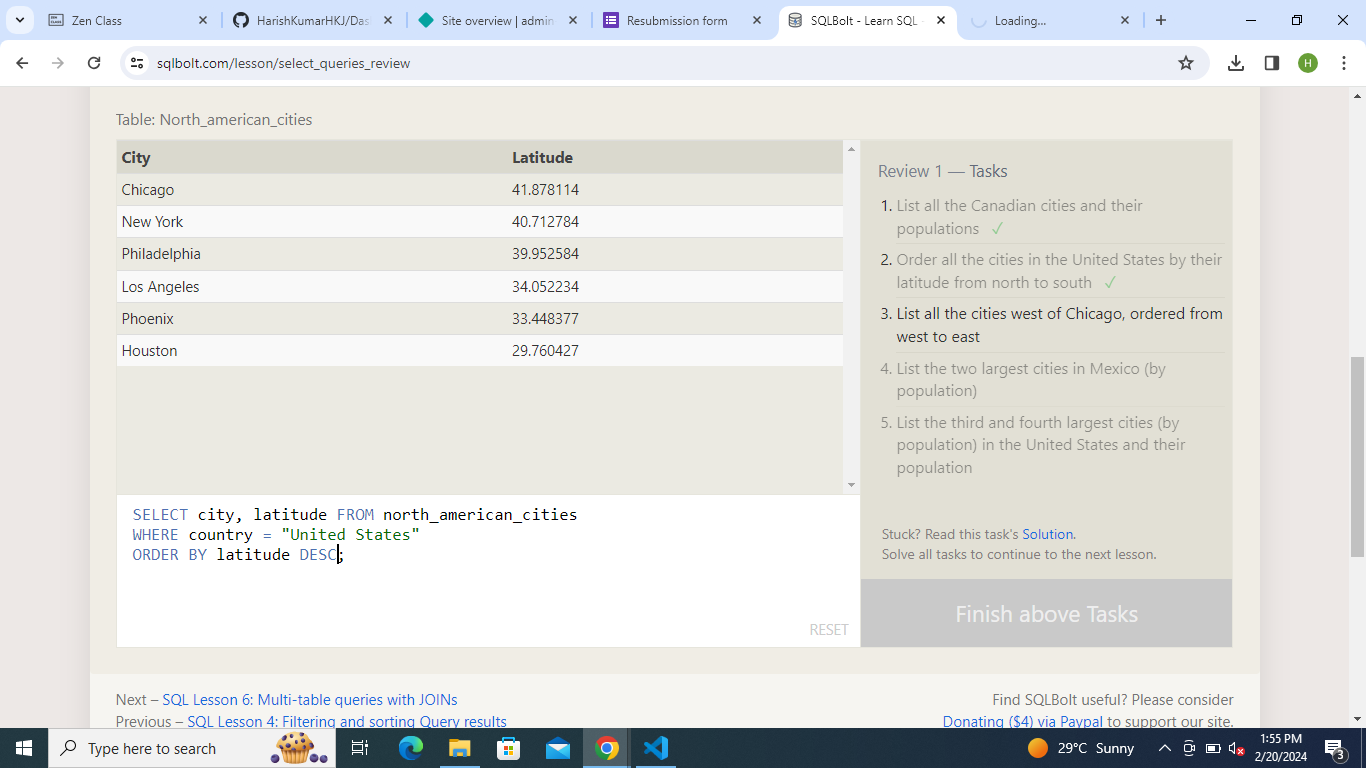 Zen Class
HarishKumarHKJ/Das
Site overview | admin
Resubmission form
SQLBolt - Learn SQL
Loading...
sqlbolt.com/lesson/select_queries_review
H
Table: North_american_cities
City Latitude
Chicago 41.878114
New York 40.712784
Philadelphia 39.952584
Los Angeles 34.052234
Phoenix 33.448377
Houston 29.760427
SELECT city, latitude FROM north_american_cities
WHERE country = "United States"
ORDER BY latitude DESC;
RESET
Review 1 — Tasks
1. List all the Canadian cities and their
populations ✓
2. Order all the cities in the United States by their
latitude from north to south ✓
3. List all the cities west of Chicago, ordered from
west to east
4. List the two largest cities in Mexico (by
population)
5. List the third and fourth largest cities (by
population) in the United States and their
population
Stuck? Read this task's Solution.
Solve all tasks to continue to the next lesson.
Finish above Tasks
Next – SQL Lesson 6: Multi-table queries with JOINs
Previous – SQL Lesson 4: Filtering and sorting Query results
Find SQLBolt useful? Please consider
Donating ($4) via Paypal to support our site.
Type here to search
29°C Sunny
1:55 PM
2/20/2024
3